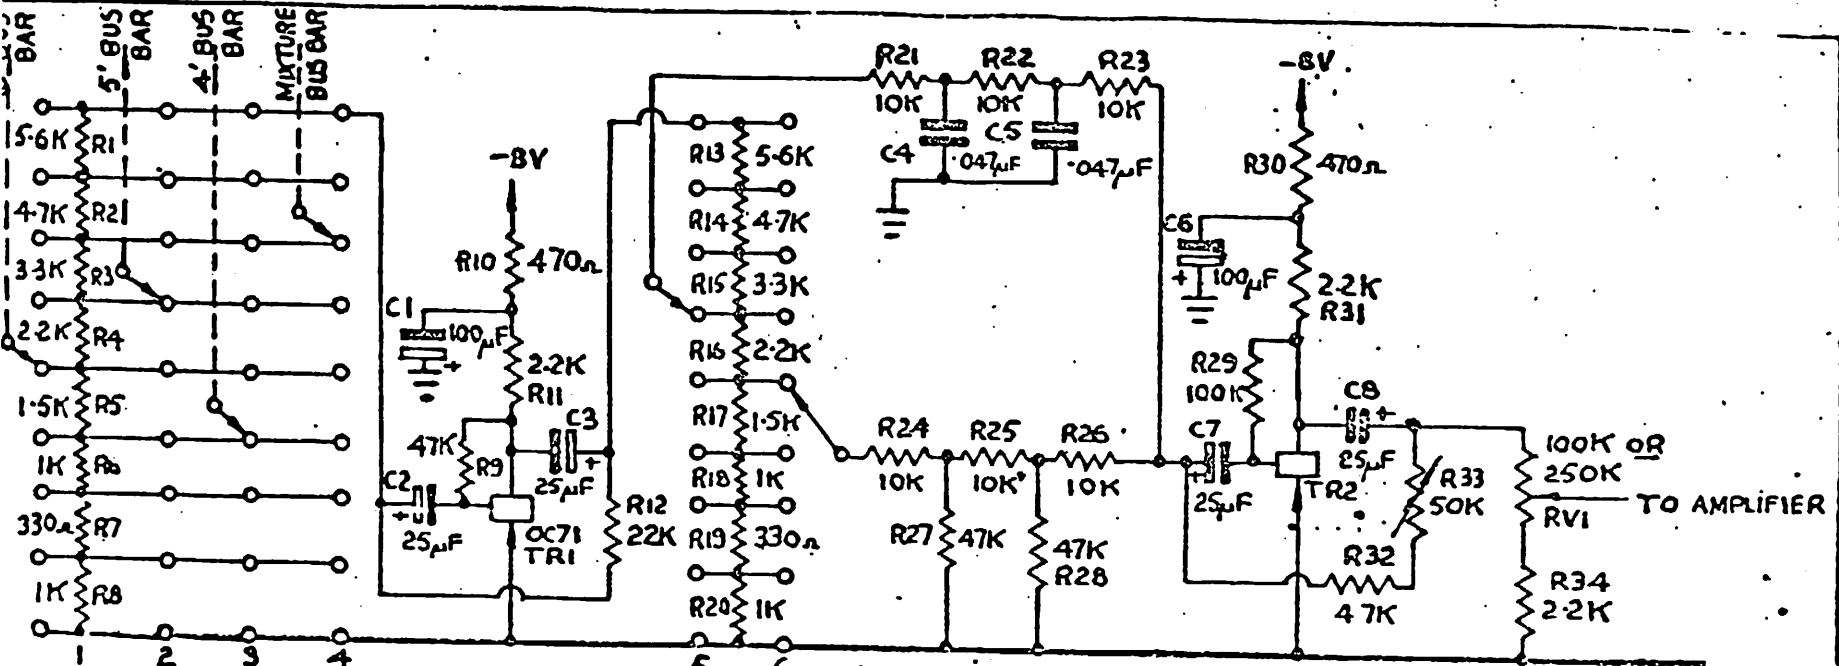 BAR
5' BUS
BAR
4' BUS
BAR
MIXTURE
BUS BAR
5.6K R1
4.7K R2
3.3K R3
2.2K R4
1.5K R5
1K R6
330Ω R7
1K R8
1 2 3 4
-8V
R10 470Ω
C1
100µF
+
2.2K
R11
47K
R9
C2
+
25µF
C3
+
25µF
OC71
TR1
R12
22K
R13 5.6K
R14 4.7K
R15 3.3K
R16 2.2K
R17 1.5K
R18 1K
R19 330Ω
R20 1K
5 6
R21
10K
R22
10K
R23
10K
C4
.047µF
C5
.047µF
R24
10K
R25
10K
R26
10K
R27 47K
47K
R28
-8V
R30 470Ω
C6
+ 100µF
2.2K
R31
R29
100K
C7
+
25µF
TR2
C8
+
25µF
R33
50K
R32
4.7K
100K OR
250K
RV1
TO AMPLIFIER
R34
2.2K